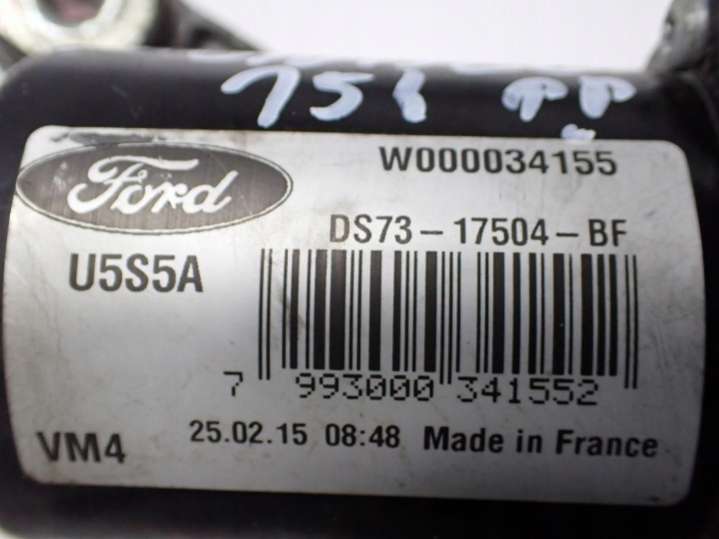 Ford
W000034155
DS73-17504-BF
U5S5A
7 993000 341552
VM4
25.02.15 08:48 Made in France